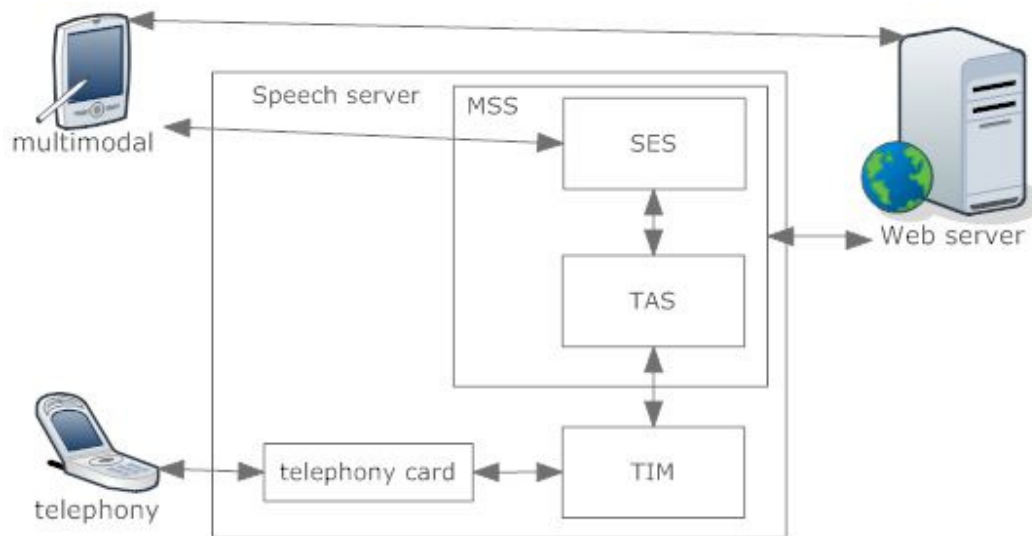 Speech server
MSS
SES
multimodal
Web server
TAS
telephony card
TIM
telephony